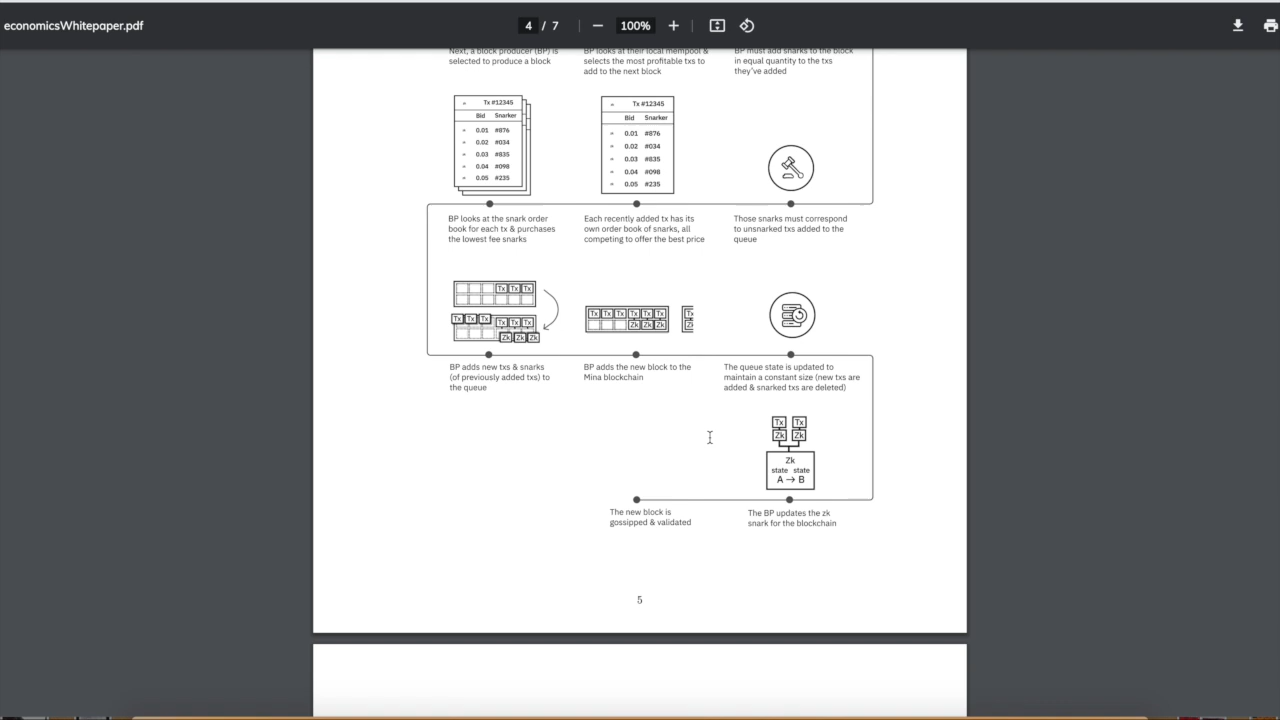 economicsWhitepaper.pdf
4 / 7
100%
Next, a block producer (BP) is
selected to produce a block
BP looks at their local mempool &
selects the most profitable txs to
add to the next block
BP must add snarks to the block
in equal quantity to the txs
they've added
Tx #12345
Bid Snarker
0.01 #876
0.02 #034
0.03 #835
0.04 #098
0.05 #235
Tx #12345
Bid Snarker
0.01 #876
0.02 #034
0.03 #835
0.04 #098
0.05 #235
BP looks at the snark order
book for each tx & purchases
the lowest fee snarks
Each recently added tx has its
own order book of snarks, all
competing to offer the best price
Those snarks must correspond
to unsnarked txs added to the
queue
Tx Tx Tx
Tx Tx Tx Tx Tx Tx
Zk Zk Zk
Tx Tx Tx Tx Tx Tx
Zk Zk Zk
BP adds new txs & snarks
(of previously added txs) to
the queue
BP adds the new block to the
Mina blockchain
The queue state is updated to
maintain a constant size (new txs are
added & snarked txs are deleted)
Tx Tx
Zk Zk
Zk
state state
A → B
The new block is
gossipped & validated
The BP updates the zk
snark for the blockchain
5